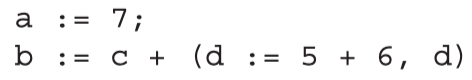 a := 7;
b := c + (d := 5 + 6, d)